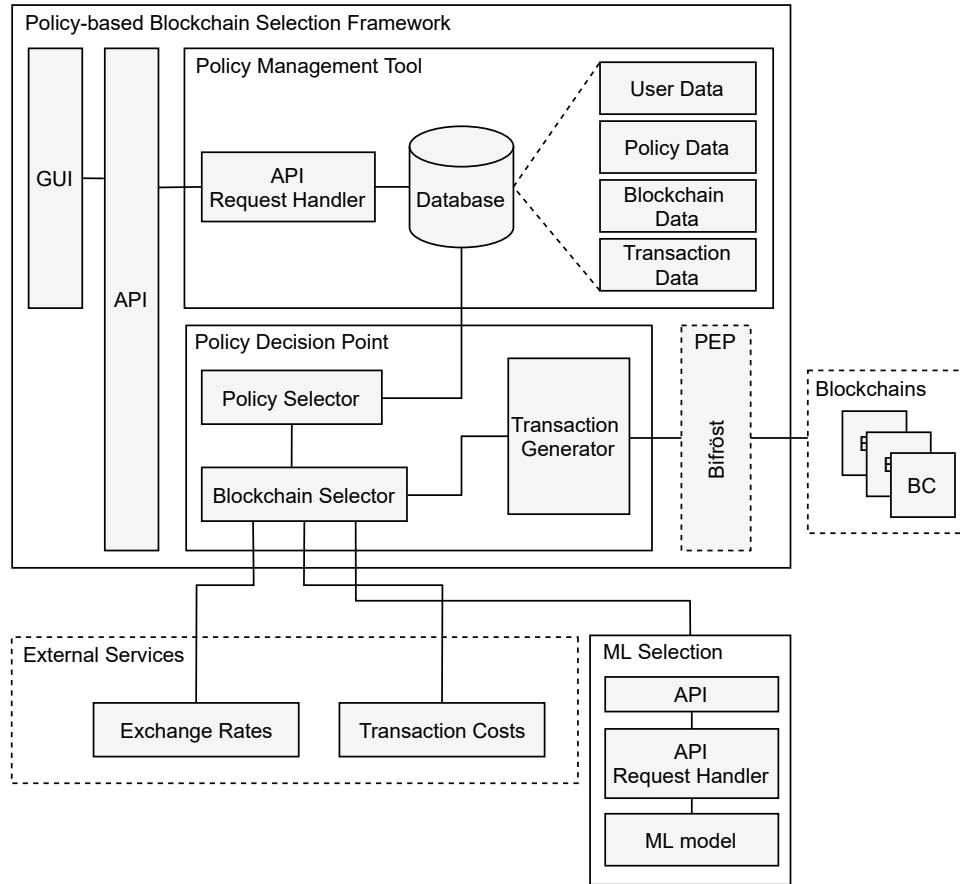 Policy-based Blockchain Selection Framework
Policy Management Tool
GUI
API
API
Request Handler
Database
User Data
Policy Data
Blockchain
Data
Transaction
Data
Policy Decision Point
Policy Selector
Blockchain Selector
Transaction
Generator
PEP
Bifröst
Blockchains
BC
External Services
Exchange Rates
Transaction Costs
ML Selection
API
API
Request Handler
ML model